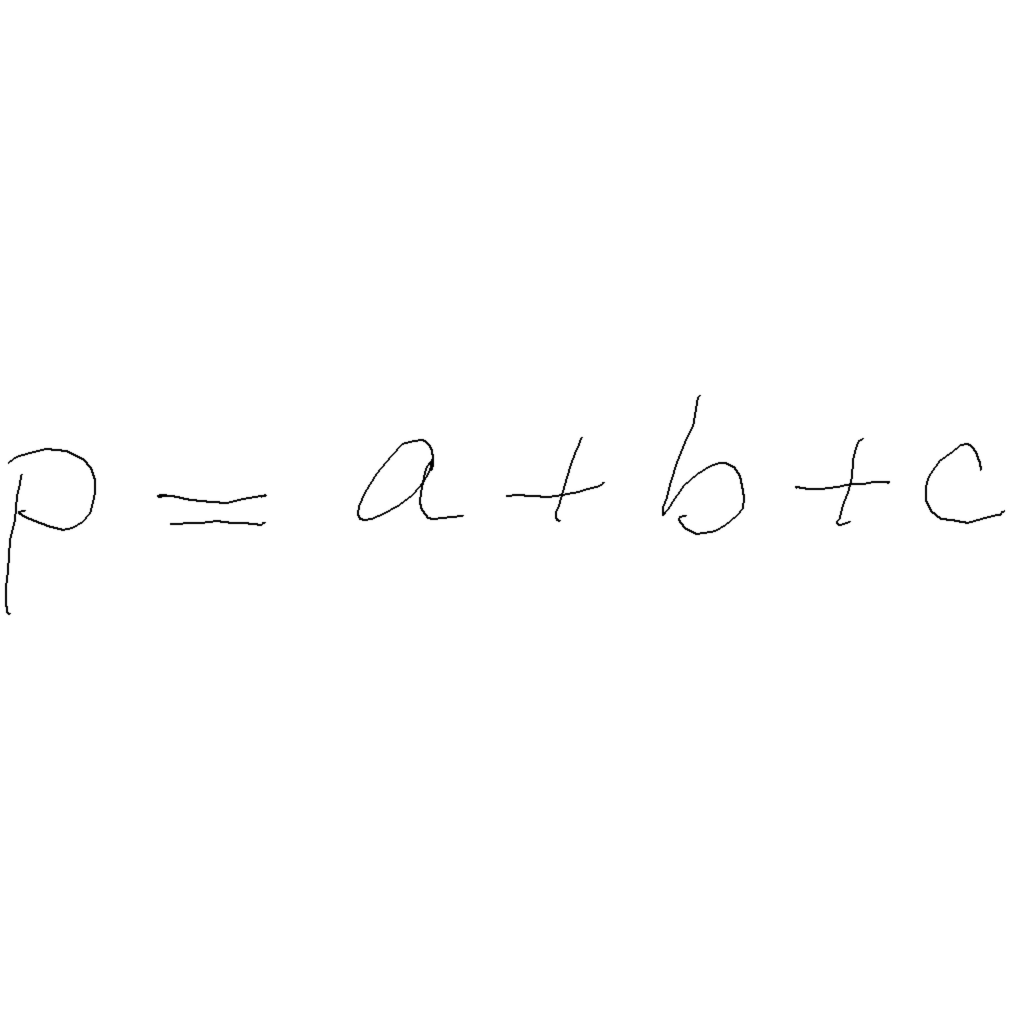 p = a + b + c